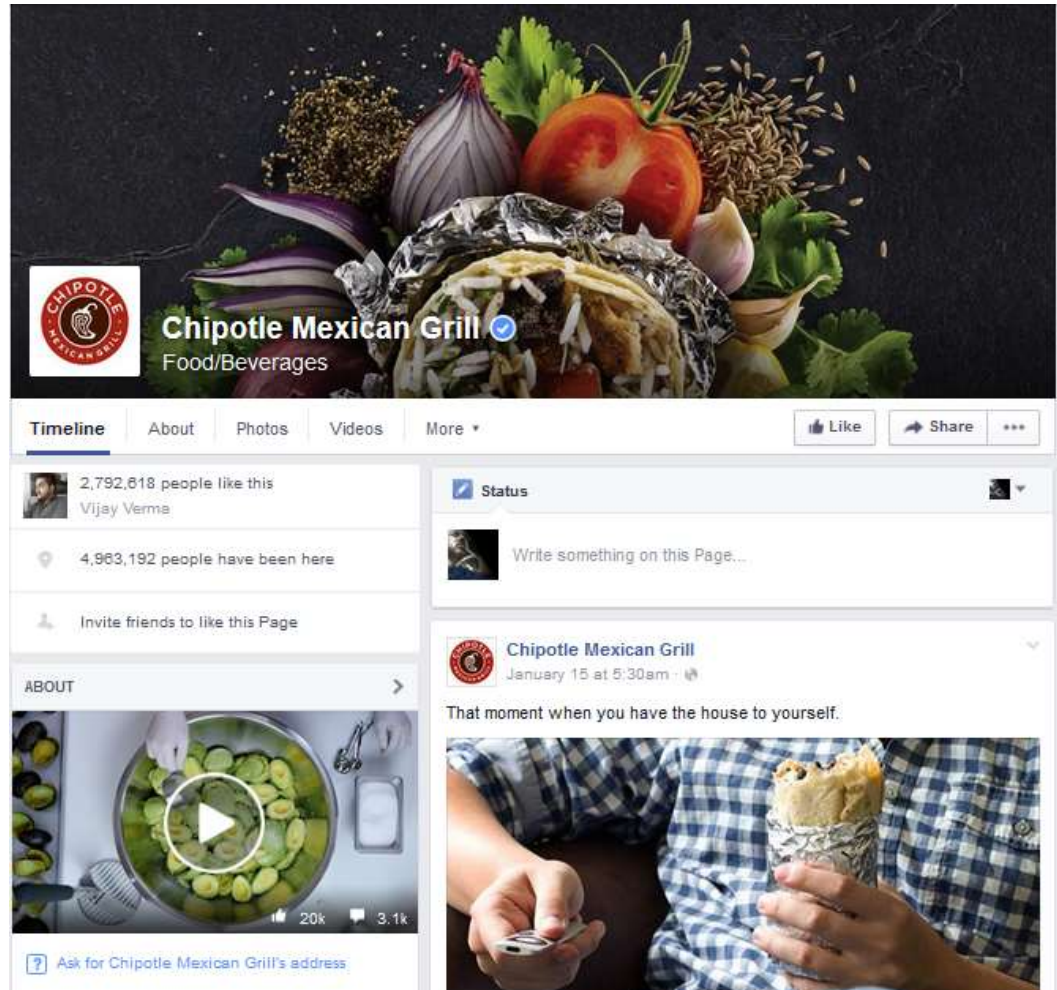 CHIPOTLE
MEXICAN GRILL
Chipotle Mexican Grill
Food/Beverages
Timeline
About
Photos
Videos
More
Like
Share
2,792,618 people like this
Vijay Verma
4,963,192 people have been here
Invite friends to like this Page
ABOUT
20k
3.1k
? Ask for Chipotle Mexican Grill's address
Status
Write something on this Page...
CHIPOTLE
Chipotle Mexican Grill
January 15 at 5:30am ·
That moment when you have the house to yourself.